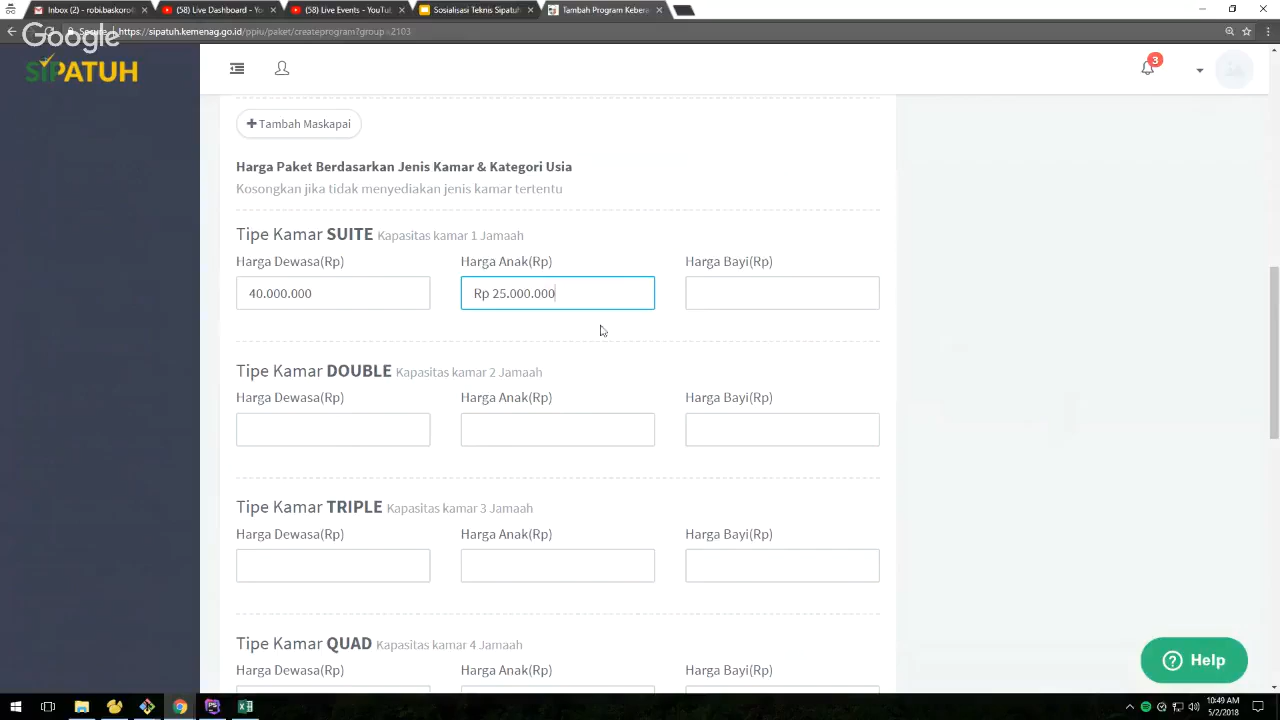 Inbox (2) - robi.baskoro4
(58) Live Dashboard - Yo
(58) Live Events - YouTu
Sosialisasi Teknis Sipatuh
Tambah Program Kebera
Google
Secure https://sipatuh.kemenag.go.id/ppiu/paket/createprogram?group=2103
SIPATUH
3
+ Tambah Maskapai
Harga Paket Berdasarkan Jenis Kamar & Kategori Usia
Kosongkan jika tidak menyediakan jenis kamar tertentu
Tipe Kamar SUITE Kapasitas kamar 1 Jamaah
Harga Dewasa(Rp) Harga Anak(Rp) Harga Bayi(Rp)
40.000.000 Rp 25.000.000
Tipe Kamar DOUBLE Kapasitas kamar 2 Jamaah
Harga Dewasa(Rp) Harga Anak(Rp) Harga Bayi(Rp)
Tipe Kamar TRIPLE Kapasitas kamar 3 Jamaah
Harga Dewasa(Rp) Harga Anak(Rp) Harga Bayi(Rp)
Tipe Kamar QUAD Kapasitas kamar 4 Jamaah
Harga Dewasa(Rp) Harga Anak(Rp) Harga Bayi(Rp)
Help
10:49 AM
5/2/2018